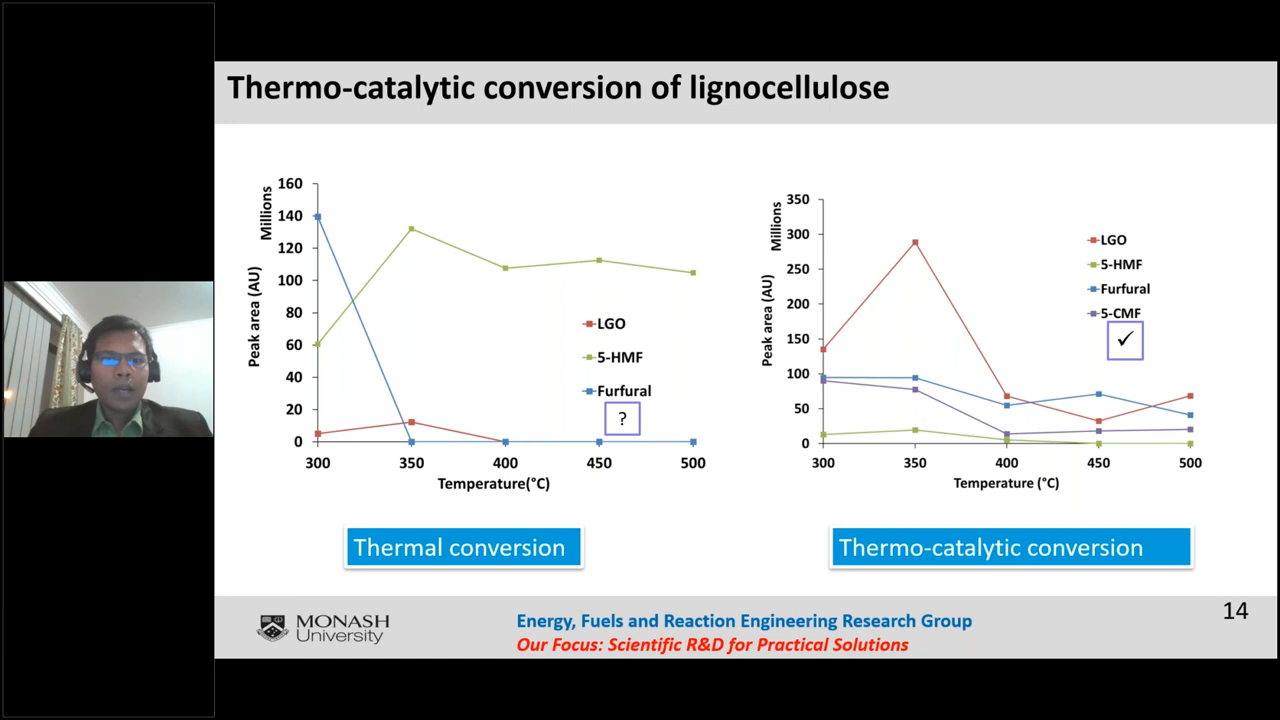 Thermo-catalytic conversion of lignocellulose
Millions
Peak area (AU)
160
140
120
100
80
60
40
20
0
300 350 400 450 500
Temperature(°C)
LGO
5-HMF
Furfural
?
Thermal conversion
Millions
Peak area (AU)
350
300
250
200
150
100
50
0
300 350 400 450 500
Temperature (°C)
LGO
5-HMF
Furfural
5-CMF
✓
Thermo-catalytic conversion
MONASH
University
Energy, Fuels and Reaction Engineering Research Group
Our Focus: Scientific R&D for Practical Solutions
14